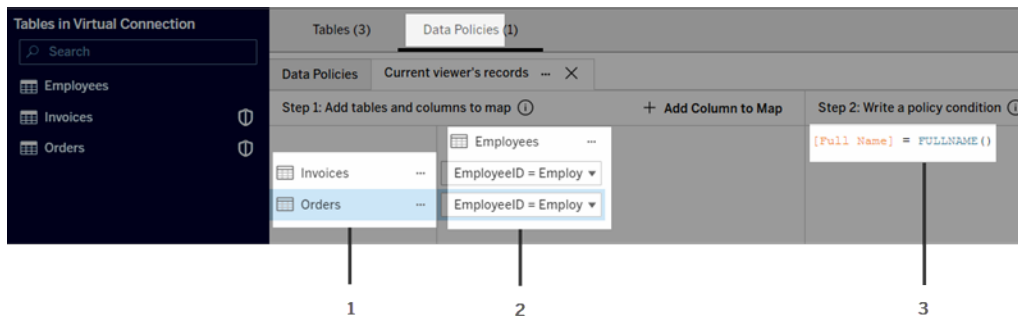 Tables in Virtual Connection
Search
Employees
Invoices
Orders
Tables (3)
Data Policies (1)
Data Policies
Current viewer's records
Step 1: Add tables and columns to map
+ Add Column to Map
Step 2: Write a policy condition
Employees
Invoices
EmployeeID = Employ
Orders
EmployeeID = Employ
[Full Name] = FULLNAME()
1
2
3